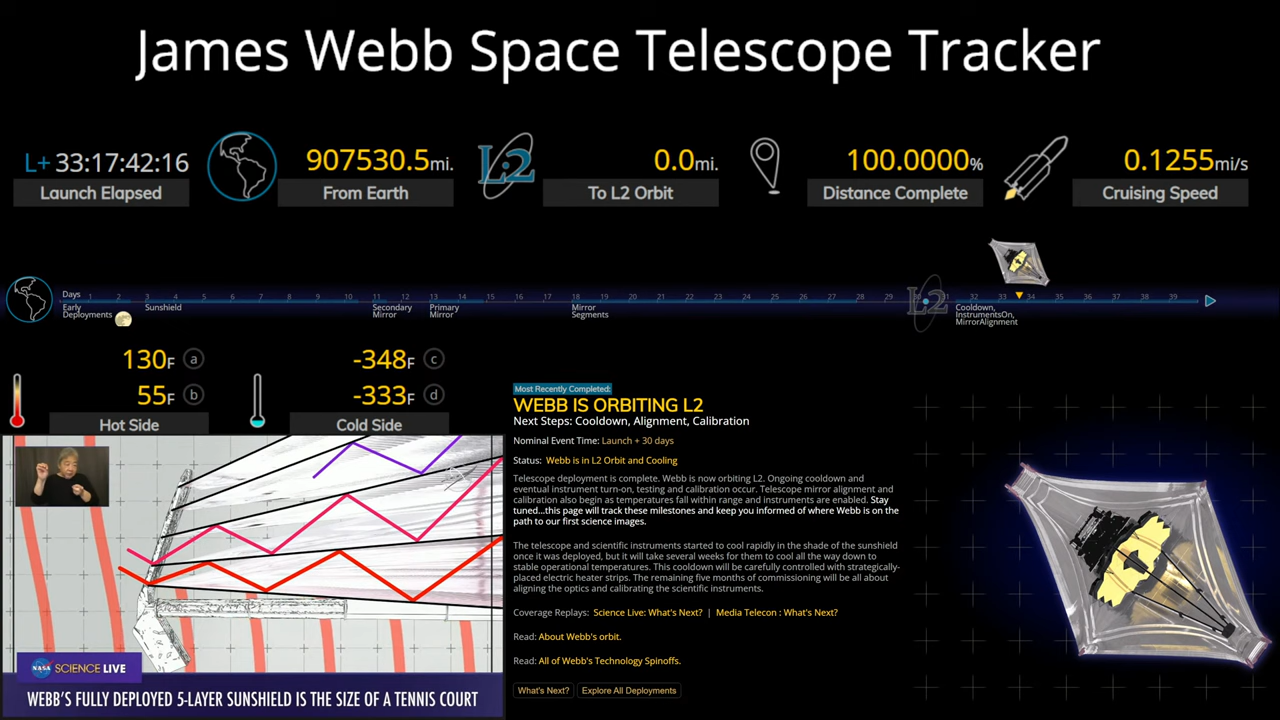 James Webb Space Telescope Tracker
L+ 33:17:42:16
Launch Elapsed
907530.5mi.
From Earth
L2
0.0mi.
To L2 Orbit
100.0000%
Distance Complete
0.1255mi/s
Cruising Speed
Days
1 2 3 4 5 6 7 8 9 10 11 12 13 14 15 16 17 18 19 20 21 22 23 24 25 26 27 28 29 30 31 32 33 34 35 36 37 38 39
Early
Deployments
Sunshield
Secondary
Mirror
Primary
Mirror
Mirror
Segments
L2
Cooldown,
InstrumentsOn,
MirrorAlignment
130F a
55F b
Hot Side
-348F c
-333F d
Cold Side
Most Recently Completed:
WEBB IS ORBITING L2
Next Steps: Cooldown, Alignment, Calibration
Nominal Event Time: Launch + 30 days
Status: Webb is in L2 Orbit and Cooling
Telescope deployment is complete. Webb is now orbiting L2. Ongoing cooldown and
eventual instrument turn-on, testing and calibration occur. Telescope mirror alignment and
calibration also begin as temperatures fall within range and instruments are enabled. Stay
tuned...this page will track these milestones and keep you informed of where Webb is on the
path to our first science images.
The telescope and scientific instruments started to cool rapidly in the shade of the sunshield
once it was deployed, but it will take several weeks for them to cool all the way down to
stable operational temperatures. This cooldown will be carefully controlled with strategically-
placed electric heater strips. The remaining five months of commissioning will be all about
aligning the optics and calibrating the scientific instruments.
Coverage Replays: Science Live: What's Next? | Media Telecon : What's Next?
Read: About Webb's orbit.
Read: All of Webb's Technology Spinoffs.
What's Next?
Explore All Deployments
NASA SCIENCE LIVE
WEBB'S FULLY DEPLOYED 5-LAYER SUNSHIELD IS THE SIZE OF A TENNIS COURT